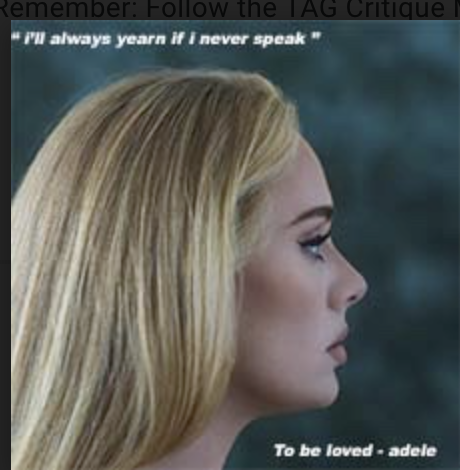 Remember: Follow the TAG Critique
“ i'll always yearn if i never speak ”
To be loved - adele